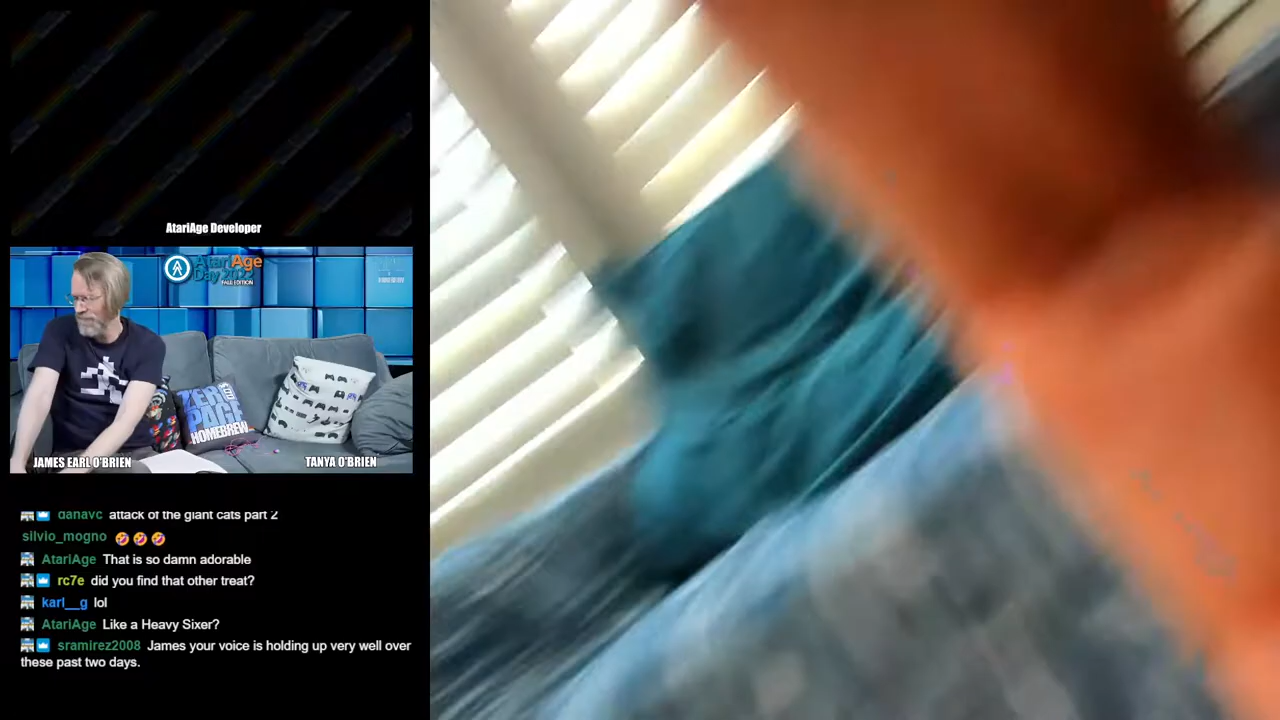 AtariAge Developer
AtariAge
Day 2022
FALL EDITION
ZERO
PAGE
HOMEBREW
JAMES EARL O'BRIEN
TANYA O'BRIEN
danavc attack of the giant cats part 2
silvio_mogno 🤣🤣🤣
AtariAge That is so damn adorable
rc7e did you find that other treat?
karl__g lol
AtariAge Like a Heavy Sixer?
sramirez2008 James your voice is holding up very well over
these past two days.